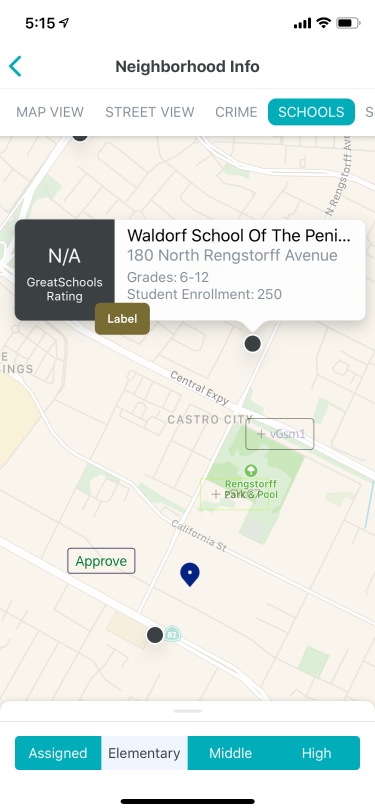 5:15
Neighborhood Info
MAP VIEW STREET VIEW CRIME SCHOOLS S
N Rengstorff Ave
N/A
GreatSchools
Rating
Waldorf School Of The Peni...
180 North Rengstorff Avenue
Grades: 6-12
Student Enrollment: 250
Label
E
INGS
Central Expy
CASTRO CITY
+ vGsm1
Rengstorff
Park & Pool
California St
Approve
82
Assigned Elementary Middle High